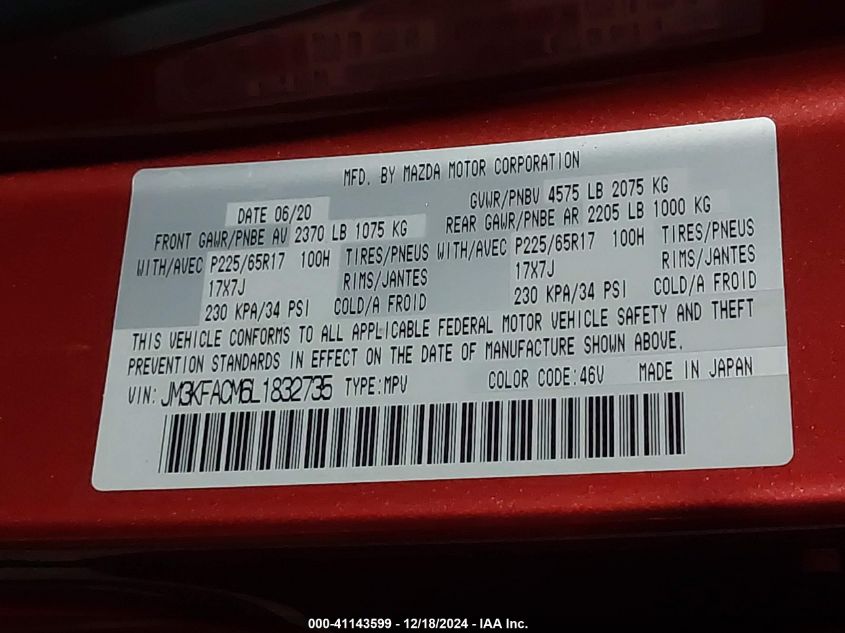 MFD. BY MAZDA MOTOR CORPORATION
DATE 06/20 GVWR/PNBV 4575 LB 2075 KG
FRONT GAWR/PNBE AV 2370 LB 1075 KG REAR GAWR/PNBE AR 2205 LB 1000 KG
WITH/AVEC P225/65R17 100H TIRES/PNEUS WITH/AVEC P225/65R17 100H TIRES/PNEUS
17X7J RIMS/JANTES 17X7J RIMS/JANTES
230 KPA/34 PSI COLD/A FROID 230 KPA/34 PSI COLD/A FROID
THIS VEHICLE CONFORMS TO ALL APPLICABLE FEDERAL MOTOR VEHICLE SAFETY AND THEFT
PREVENTION STANDARDS IN EFFECT ON THE DATE OF MANUFACTURE SHOWN ABOVE.
VIN: JM3KFACM6L1832735 TYPE:MPV COLOR CODE:46V MADE IN JAPAN
000-41143599 - 12/18/2024 - IAA Inc.